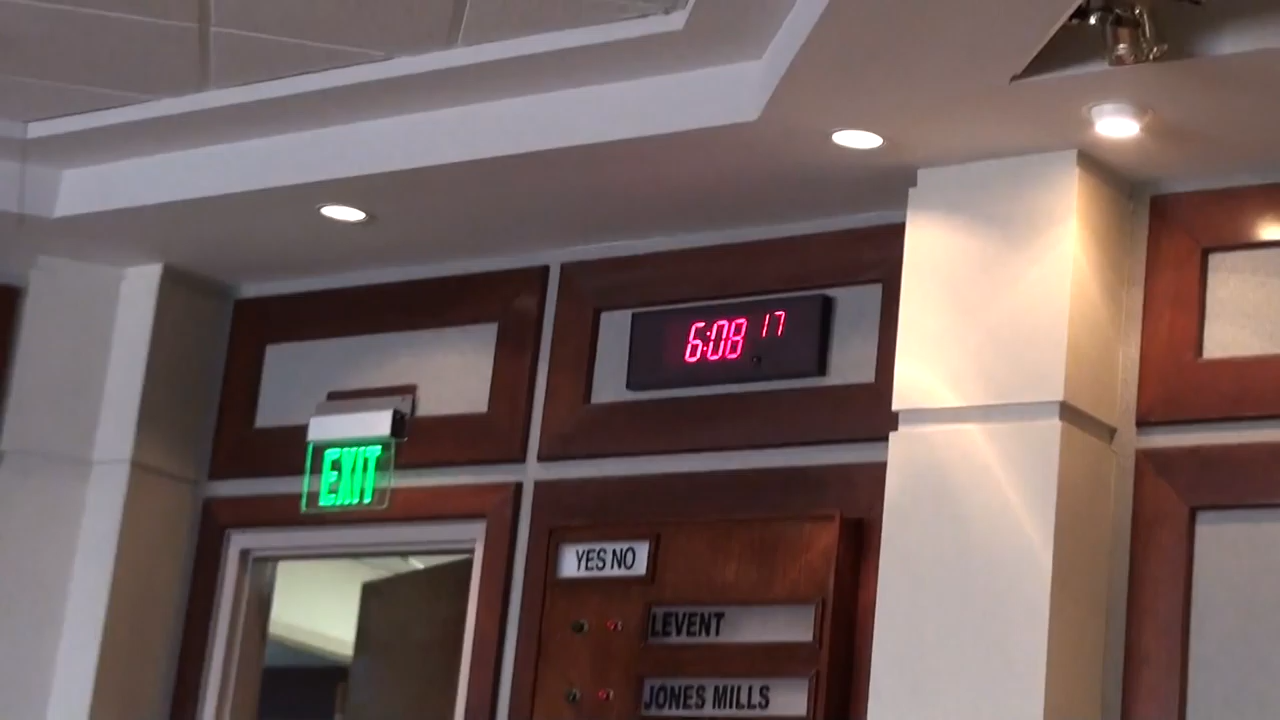 6:08 17
EXIT
YES NO
LEVENT
JONES MILLS